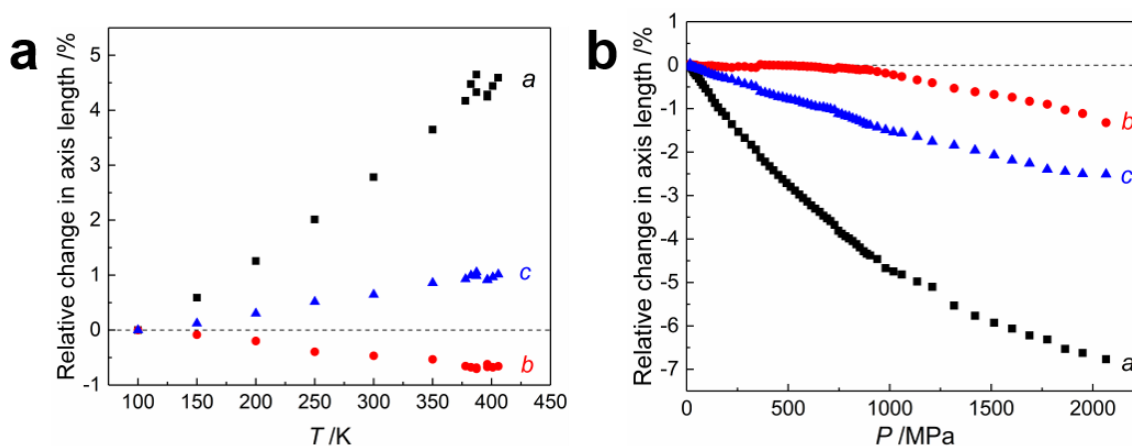 a
Relative change in axis length /%
5
4
3
2
1
0
-1
a
c
b
100 150 200 250 300 350 400 450
T /K
b
Relative change in axis length /%
1
0
-1
-2
-3
-4
-5
-6
-7
b
c
a
0 500 1000 1500 2000
P /MPa